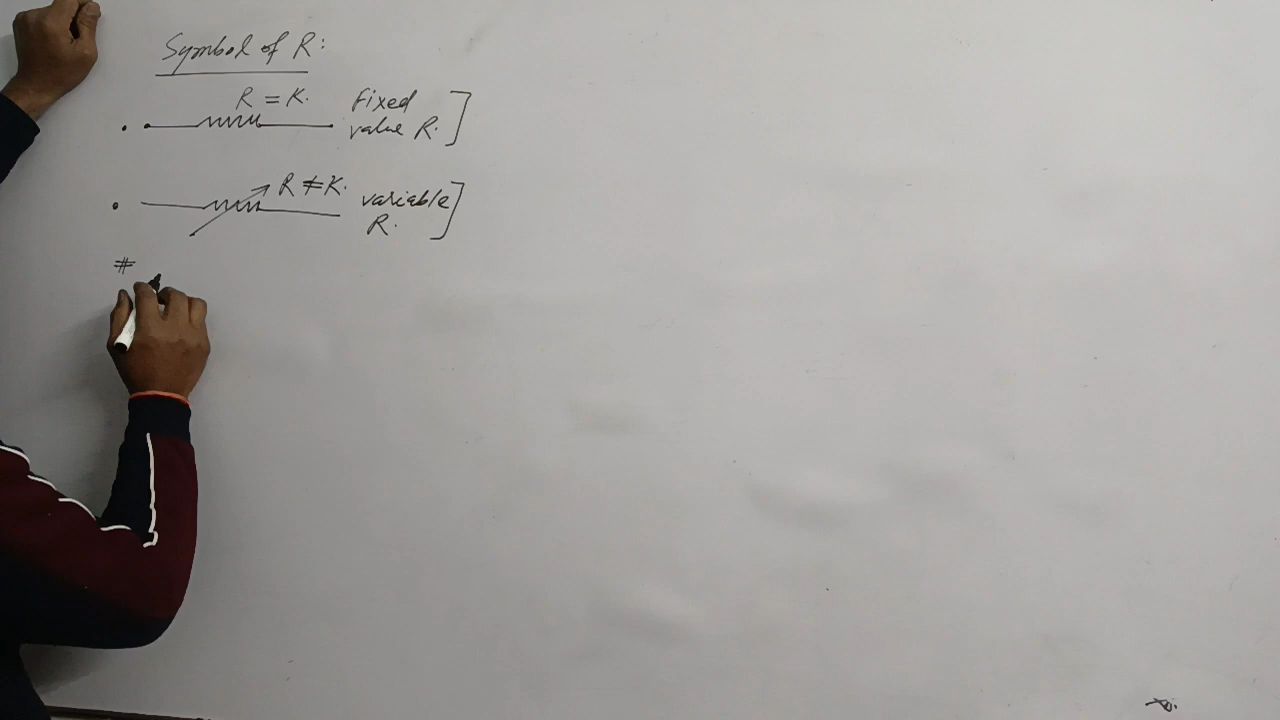 Symbol of R:
R = K. Fixed
value R.
R ≠ K. variable
R.
#